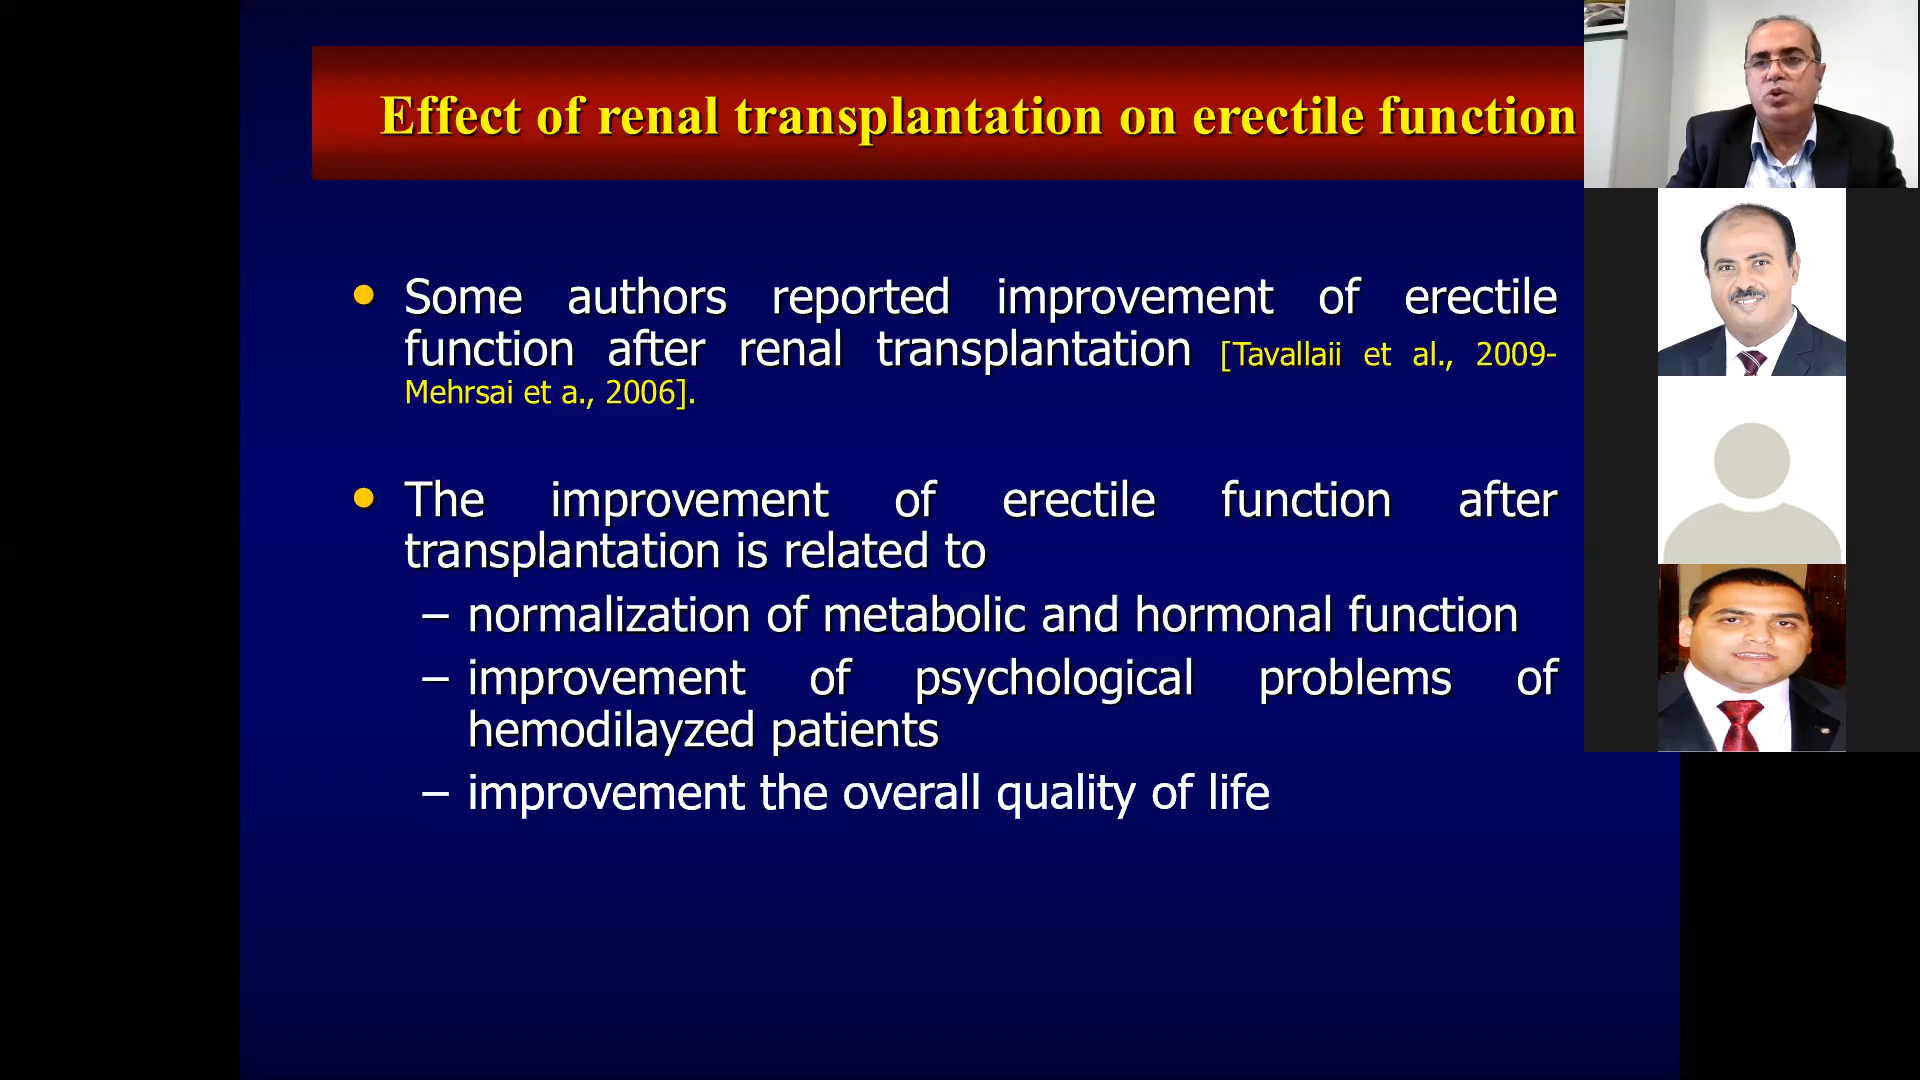 Effect of renal transplantation on erectile function
• Some authors reported improvement of erectile
function after renal transplantation [Tavallaii et al., 2009-
Mehrsai et a., 2006].
• The improvement of erectile function after
transplantation is related to
– normalization of metabolic and hormonal function
– improvement of psychological problems of
hemodilayzed patients
– improvement the overall quality of life